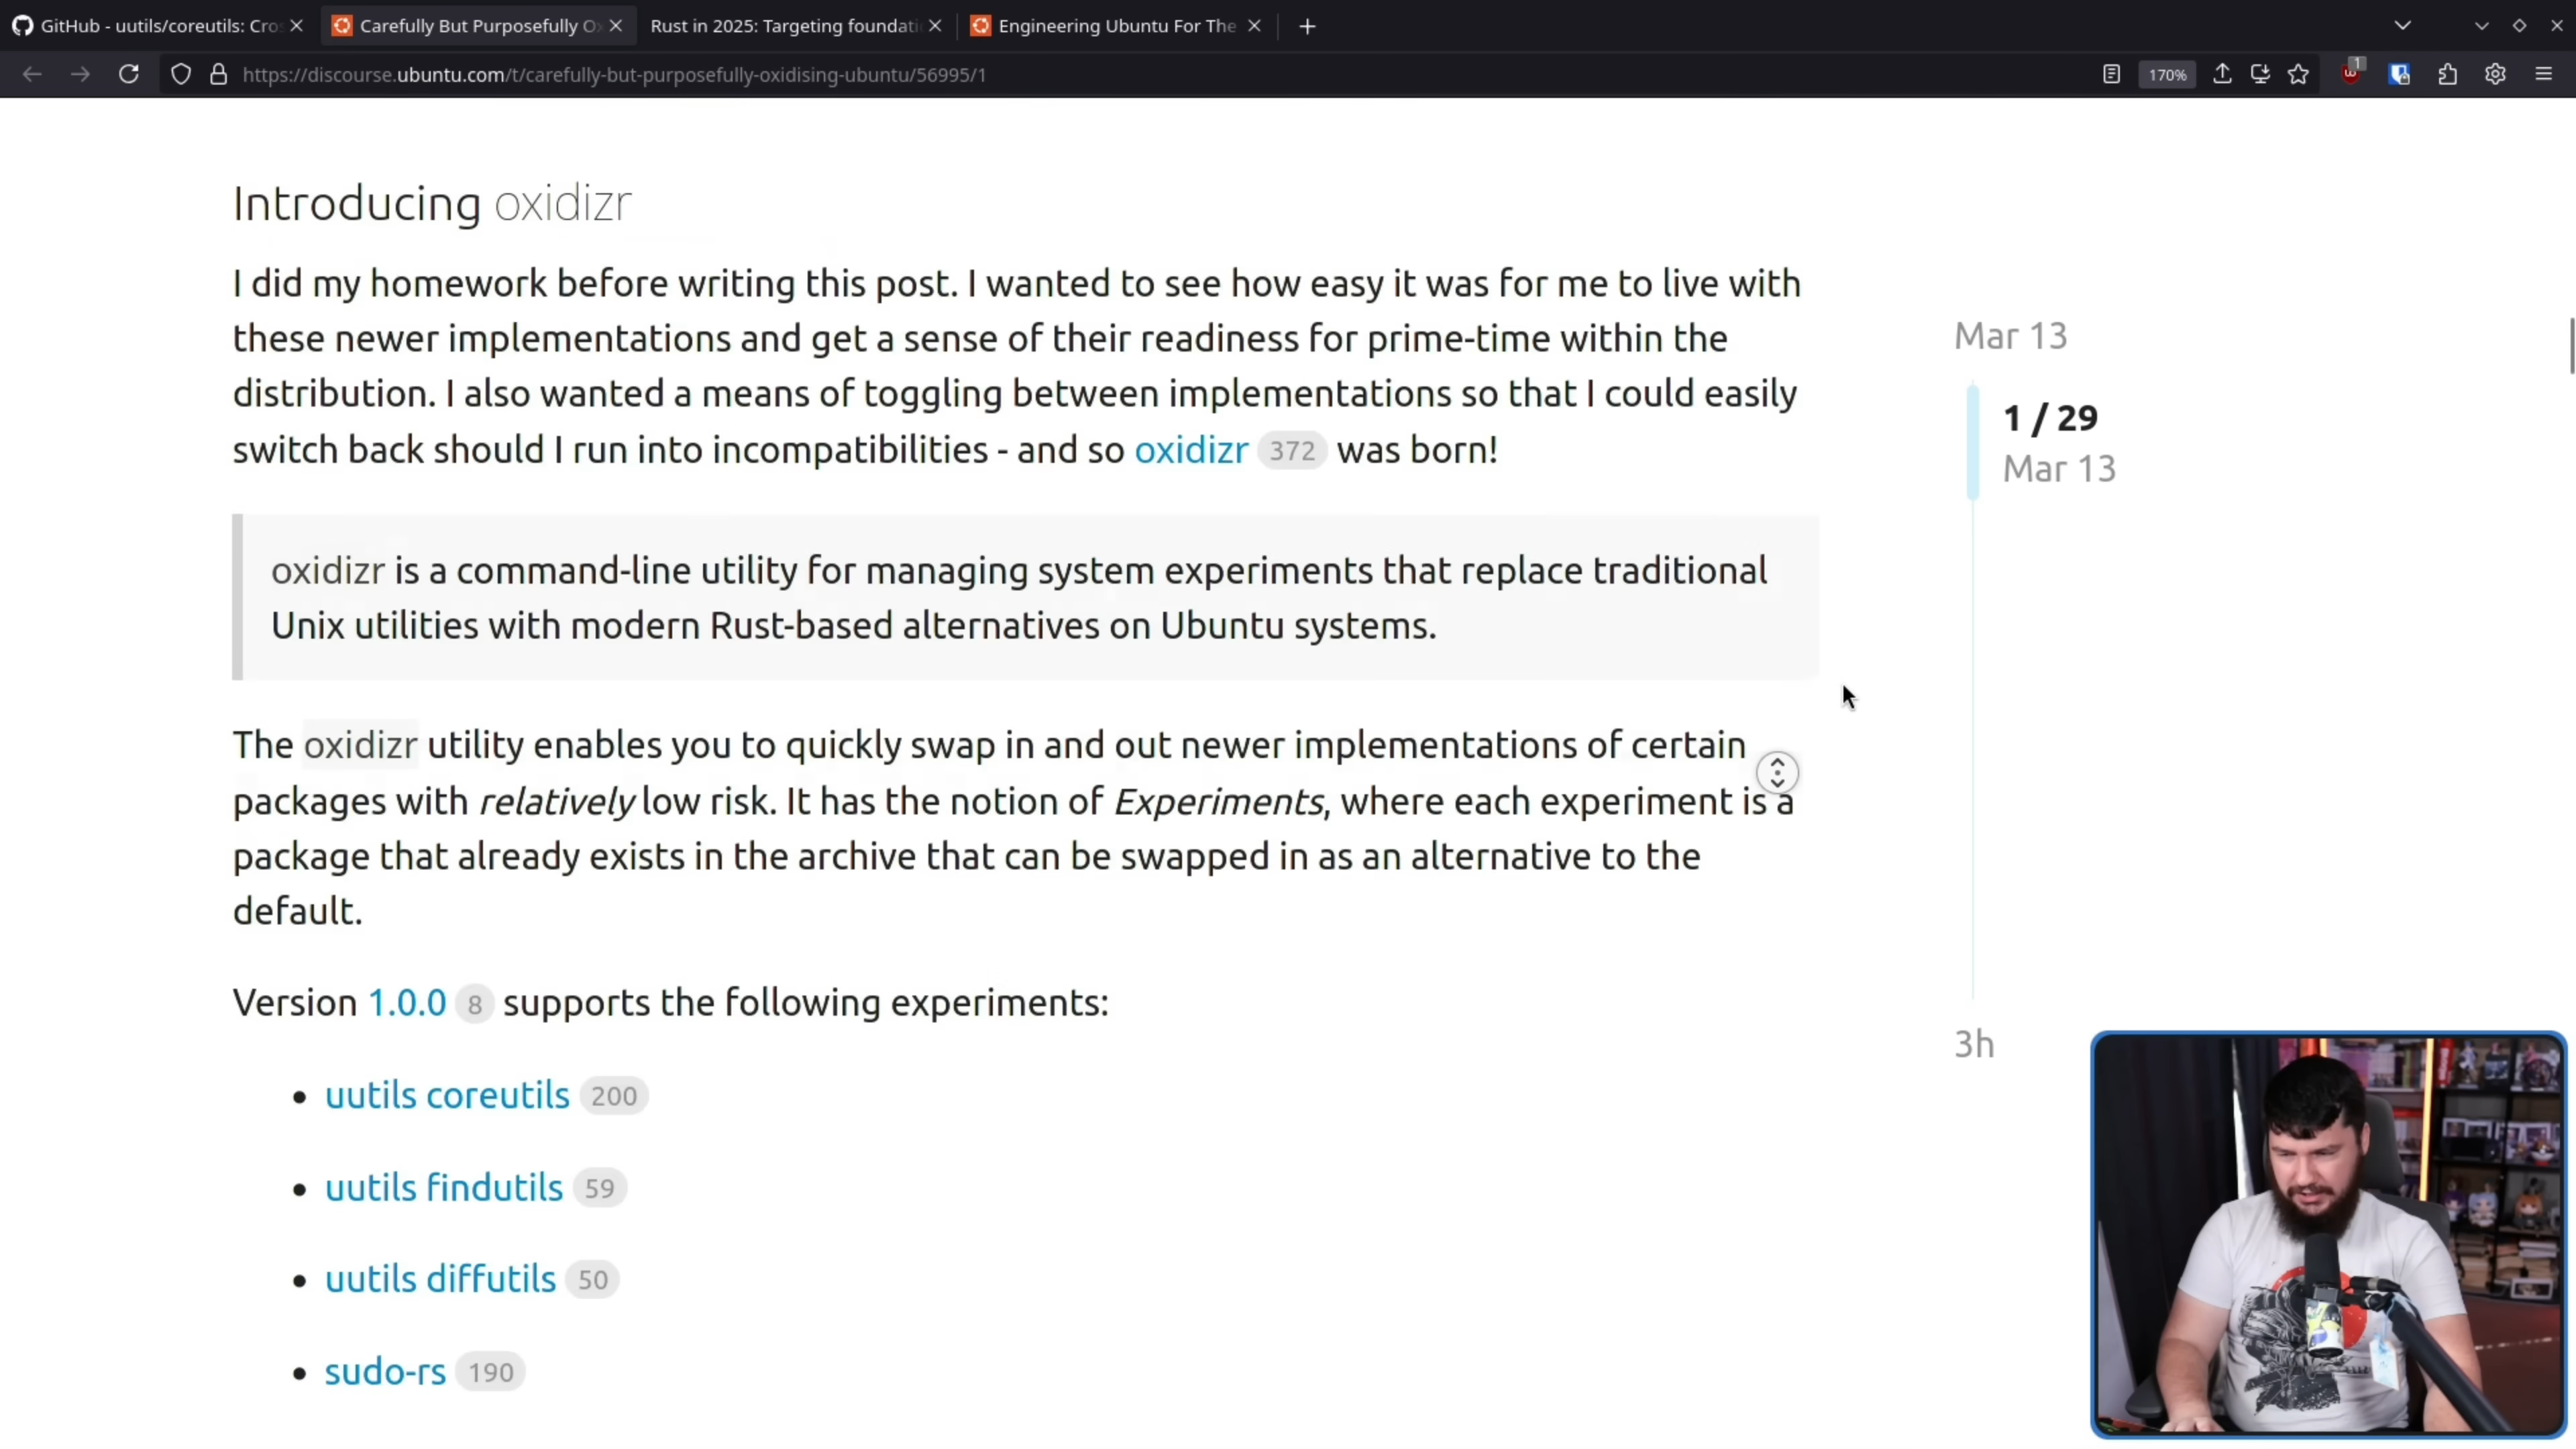 GitHub - uutils/coreutils: Cro
Carefully But Purposefully O
Rust in 2025: Targeting foundati
Engineering Ubuntu For The
https://discourse.ubuntu.com/t/carefully-but-purposefully-oxidising-ubuntu/56995/1
170%
1
Introducing oxidizr
I did my homework before writing this post. I wanted to see how easy it was for me to live with
these newer implementations and get a sense of their readiness for prime-time within the
distribution. I also wanted a means of toggling between implementations so that I could easily
switch back should I run into incompatibilities - and so oxidizr 372 was born!
oxidizr is a command-line utility for managing system experiments that replace traditional
Unix utilities with modern Rust-based alternatives on Ubuntu systems.
The oxidizr utility enables you to quickly swap in and out newer implementations of certain
packages with relatively low risk. It has the notion of Experiments, where each experiment is a
package that already exists in the archive that can be swapped in as an alternative to the
default.
Version 1.0.0 8 supports the following experiments:
• uutils coreutils 200
• uutils findutils 59
• uutils diffutils 50
• sudo-rs 190
Mar 13
1 / 29
Mar 13
3h